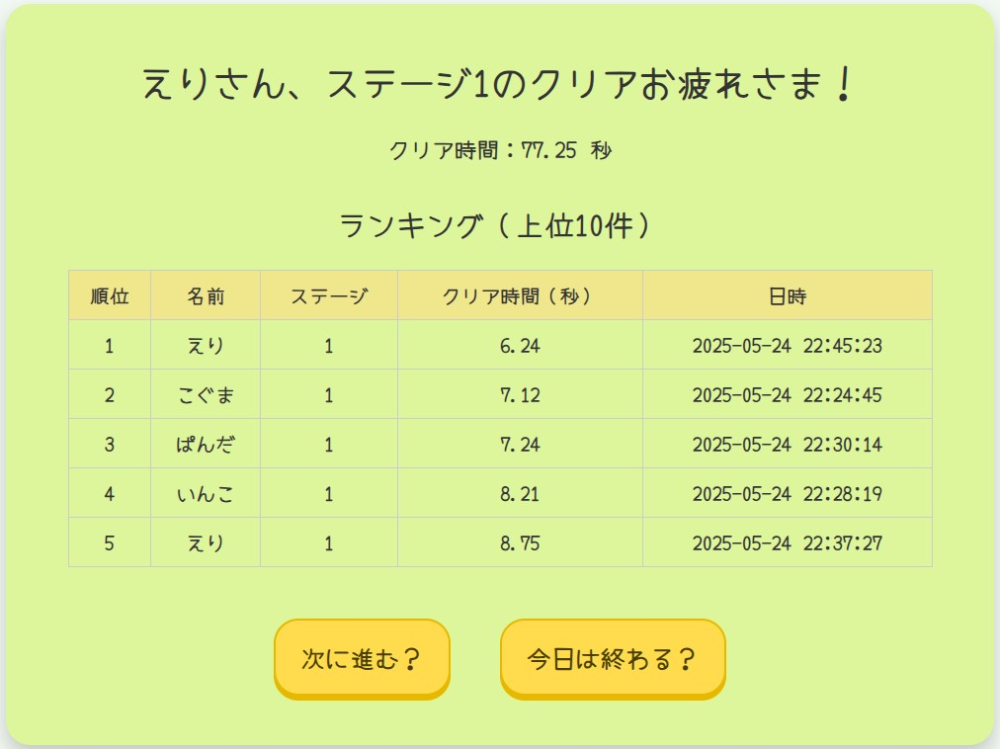 えりさん、ステージ1のクリアお疲れさま！
クリア時間：77.25 秒
ランキング（上位10件）
順位 名前 ステージ クリア時間（秒） 日時
1 えり 1 6.24 2025-05-24 22:45:23
2 こぐま 1 7.12 2025-05-24 22:24:45
3 ぱんだ 1 7.24 2025-05-24 22:30:14
4 いんこ 1 8.21 2025-05-24 22:28:19
5 えり 1 8.75 2025-05-24 22:37:27
次に進む？ 今日は終わる？